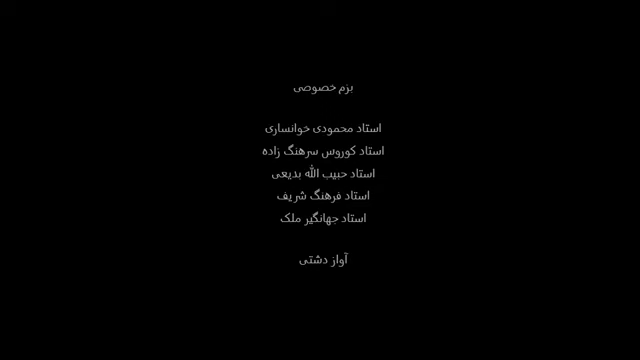 بزم خصوصی
استاد محمودی خوانساری
استاد کوروس سرهنگ زاده
استاد حبیب الله بدیعی
استاد فرهنگ شریف
استاد جهانگیر ملک
آواز دشتی